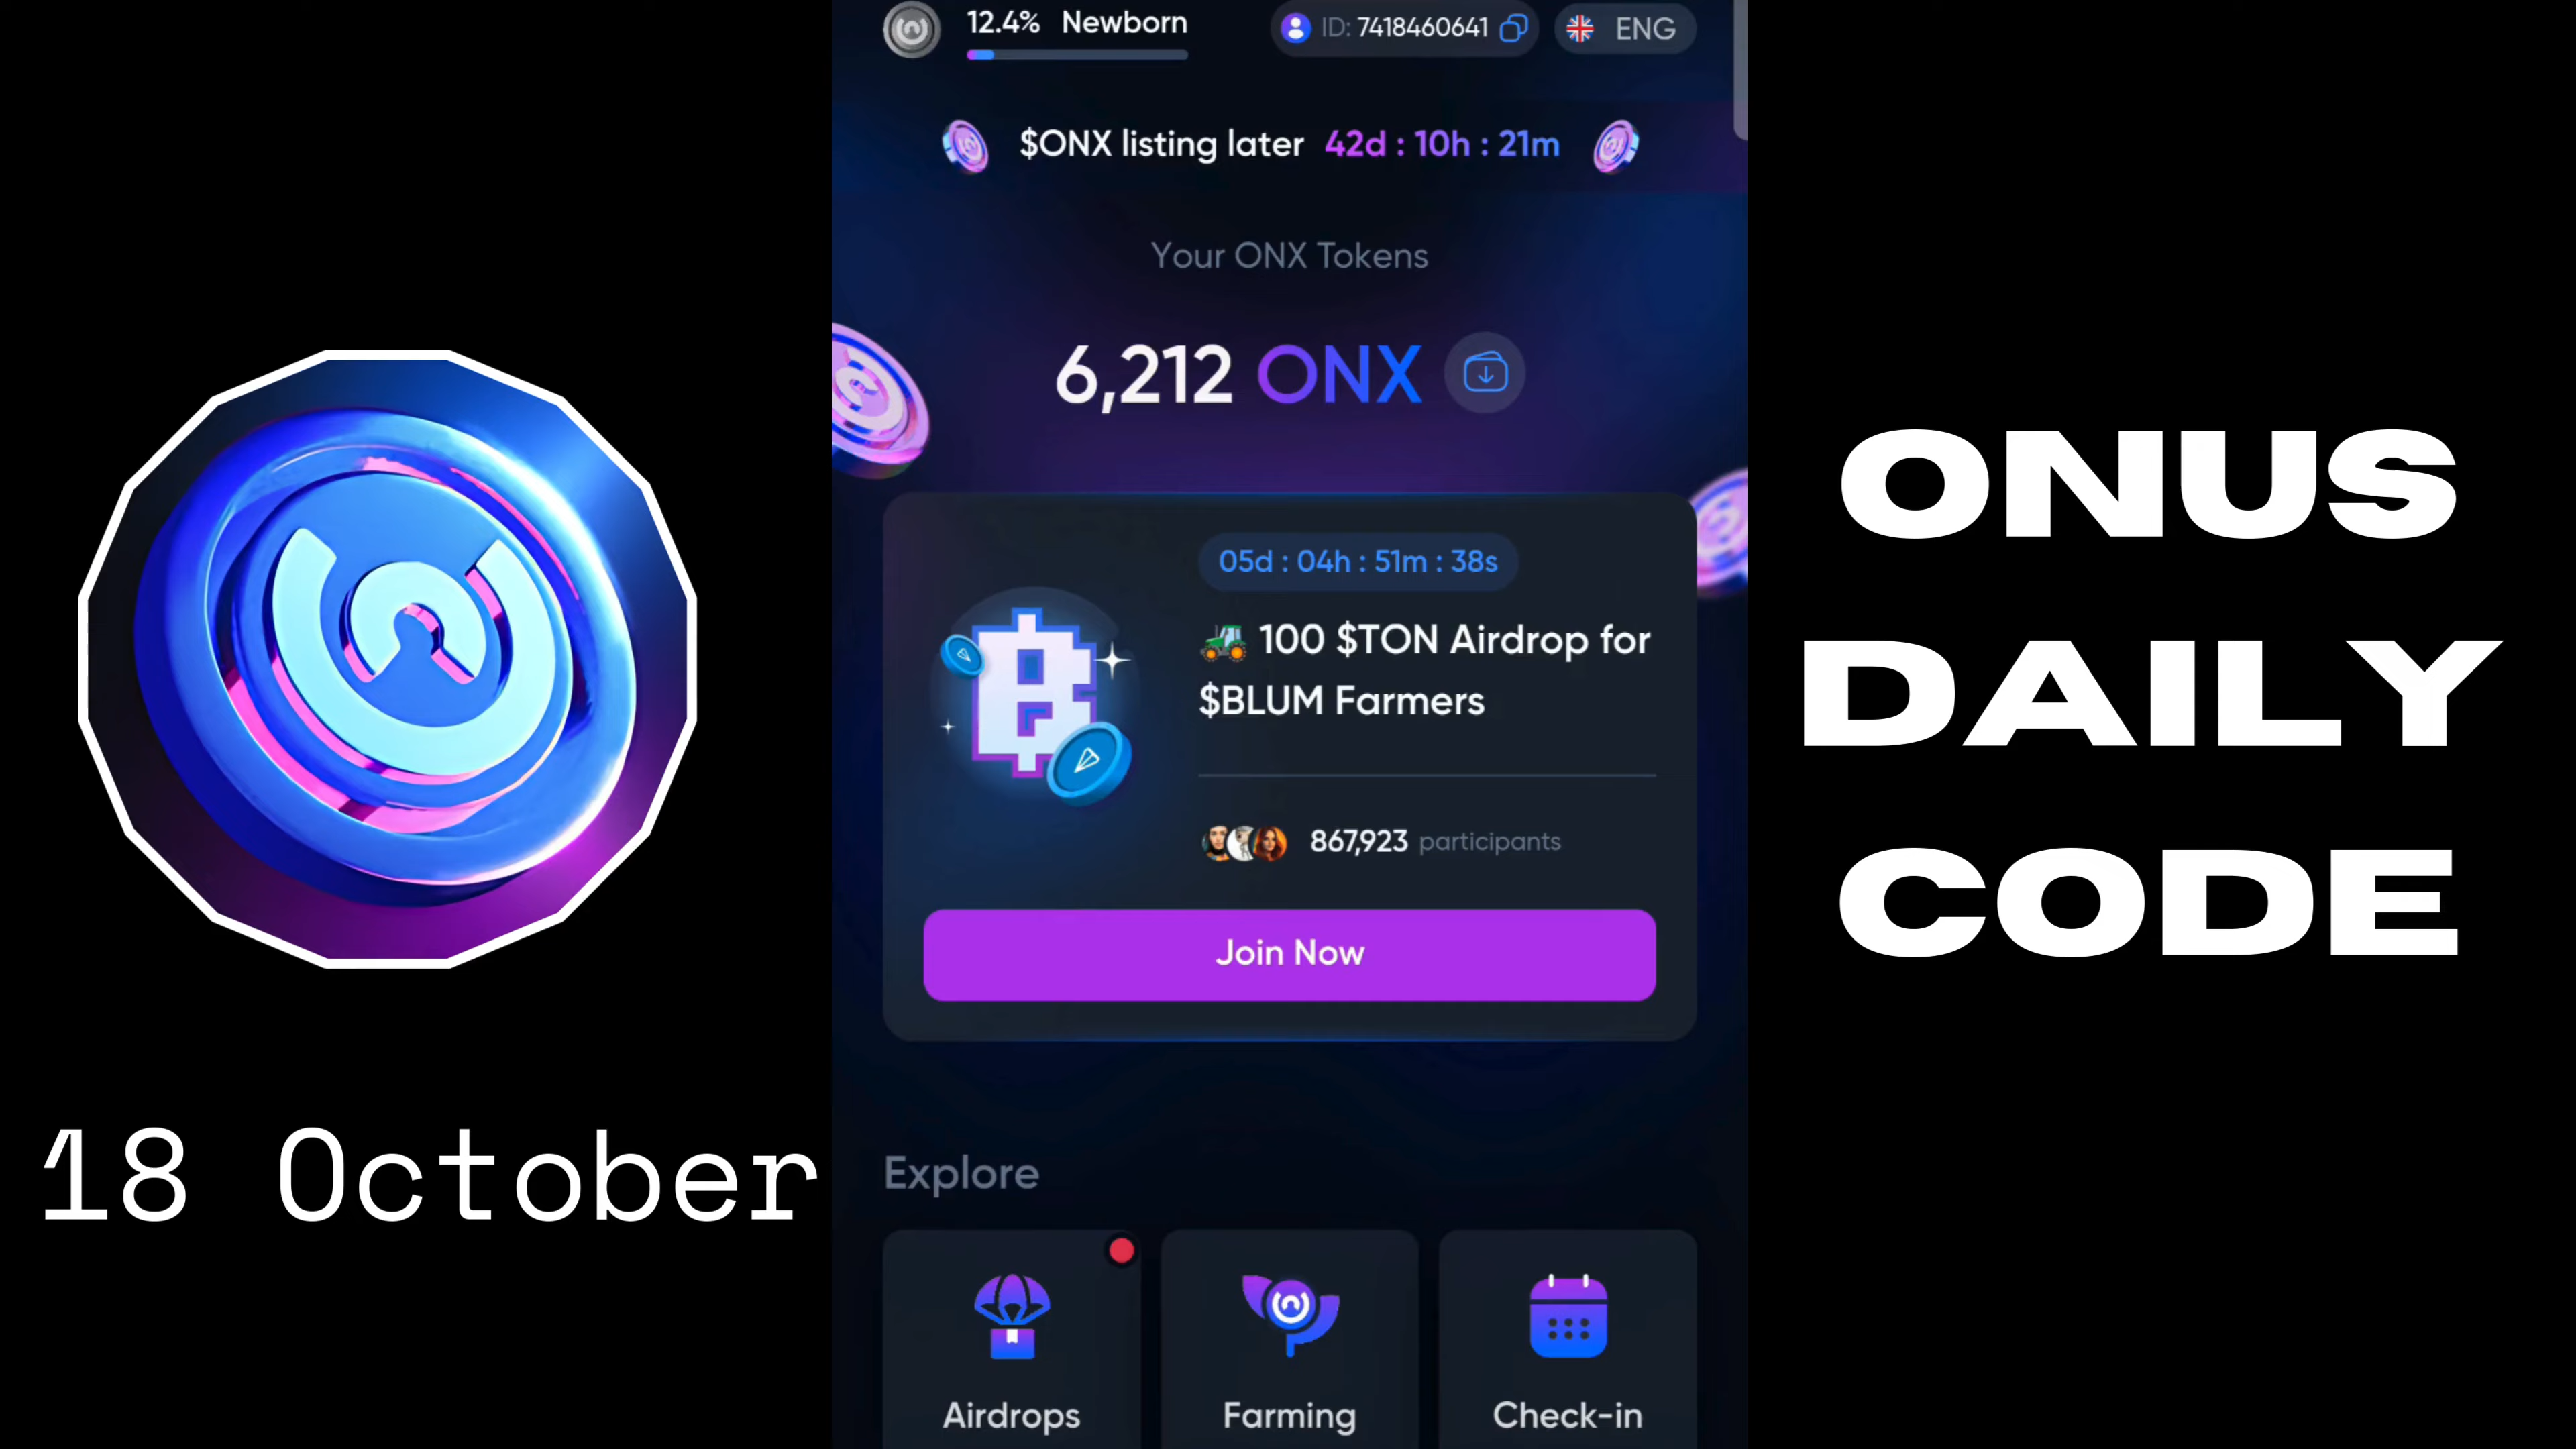 12.4% Newborn
ID: 7418460641
ENG
$ONX listing later 42d : 10h : 21m
Your ONX Tokens
6,212 ONX
05d : 04h : 51m : 38s
100 $TON Airdrop for
$BLUM Farmers
867,923 participants
Join Now
Explore
Airdrops
Farming
Check-in
18 October
ONUS
DAILY
CODE